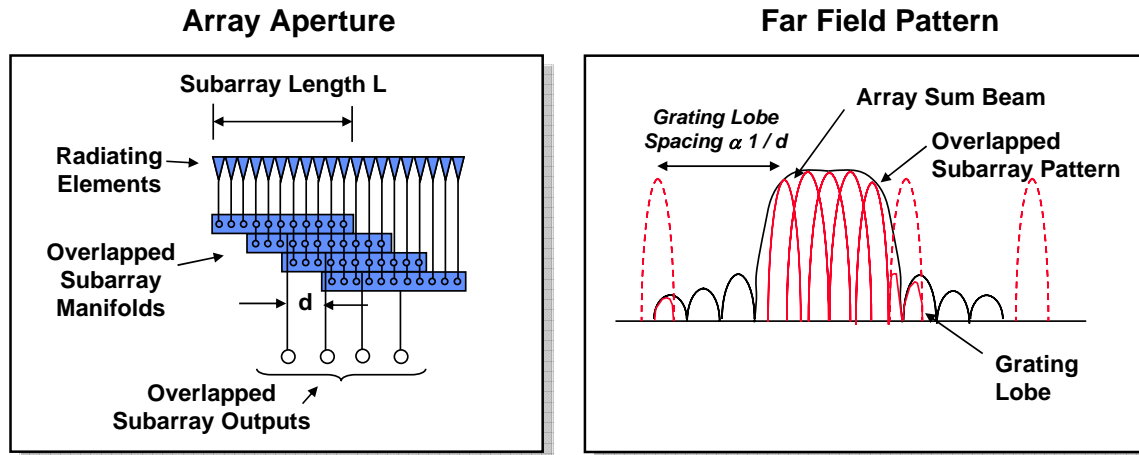 Array Aperture
Subarray Length L
Radiating
Elements
Overlapped
Subarray
Manifolds
d
Overlapped
Subarray Outputs
Far Field Pattern
Grating Lobe
Spacing α 1 / d
Array Sum Beam
Overlapped
Subarray Pattern
Grating
Lobe